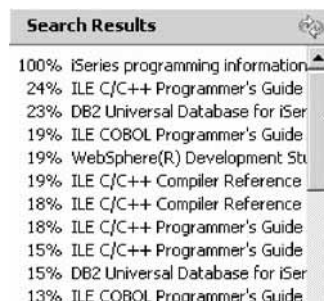 Search Results
100% iSeries programming information
24% ILE C/C++ Programmer's Guide
23% DB2 Universal Database for iSer
19% ILE COBOL Programmer's Guide
19% WebSphere(R) Development Stu
19% ILE C/C++ Compiler Reference
18% ILE C/C++ Compiler Reference
18% ILE C/C++ Programmer's Guide
15% ILE C/C++ Programmer's Guide
15% DB2 Universal Database for iSer
13% ILE COBOL Programmer's Guide